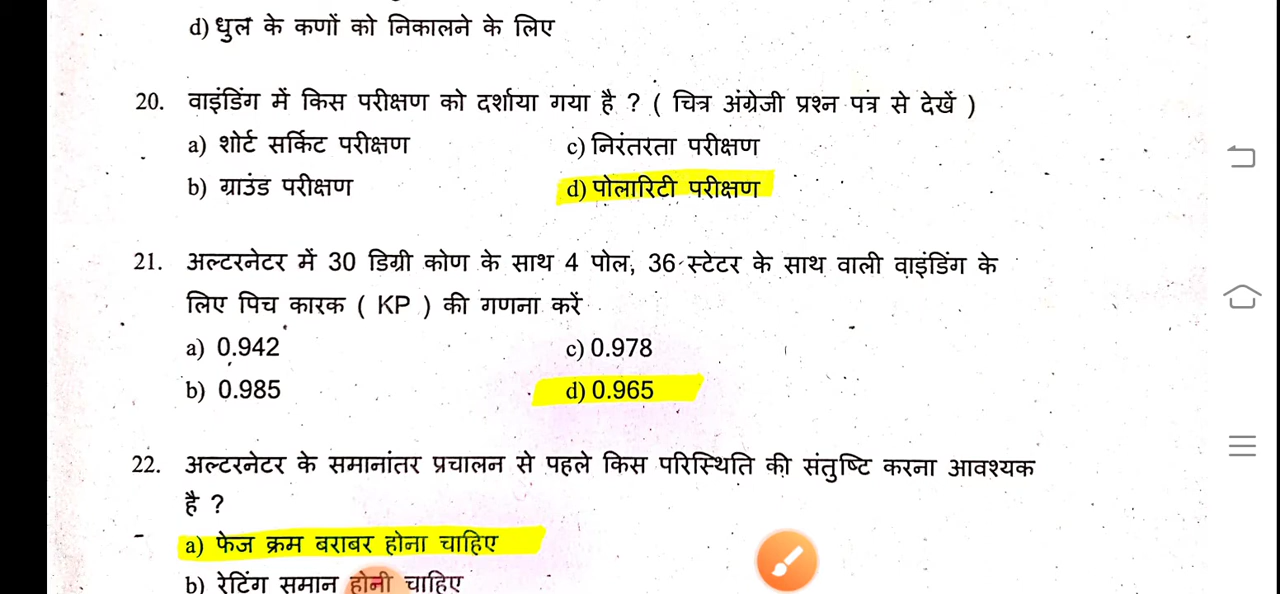 d) धुल के कणों को निकालने के लिए
20. वाइंडिंग में किस परीक्षण को दर्शाया गया है ? ( चित्र अंग्रेजी प्रश्न पत्र से देखें )
a) शोर्ट सर्किट परीक्षण c) निरंतरता परीक्षण
b) ग्राउंड परीक्षण d) पोलारिटी परीक्षण
21. अल्टरनेटर में 30 डिग्री कोण के साथ 4 पोल, 36 स्टेटर के साथ वाली वाइंडिंग के
लिए पिच कारक ( KP ) की गणना करें
a) 0.942 c) 0.978
b) 0.985 d) 0.965
22. अल्टरनेटर के समानांतर प्रचालन से पहले किस परिस्थिति की संतुष्टि करना आवश्यक
है ?
a) फेज क्रम बराबर होना चाहिए
b) रेटिंग समान होनी चाहिए